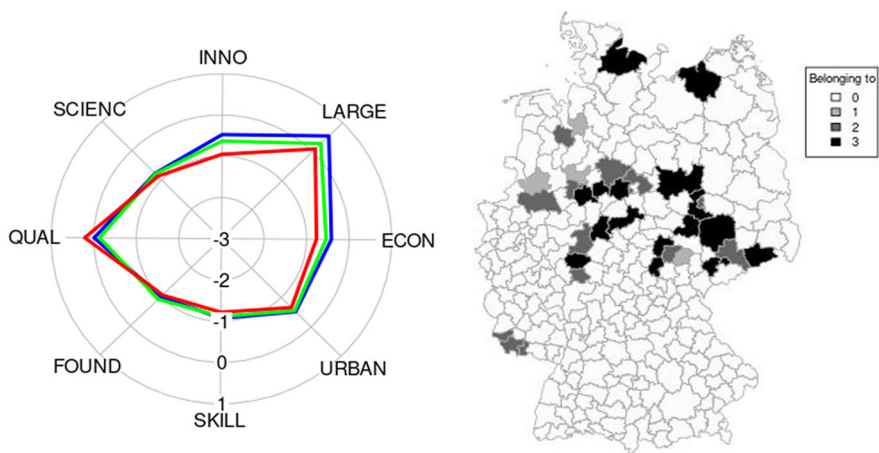 INNO
SCIENC
LARGE
QUAL
ECON
-3
-2
-1
0
1
FOUND
URBAN
SKILL
Belonging to
0
1
2
3